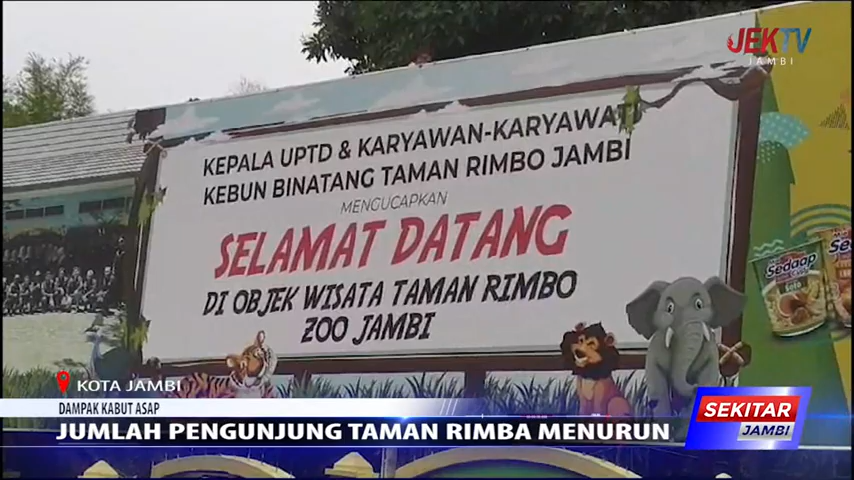 JEKTV
JAMBI
KEPALA UPTD & KARYAWAN-KARYAWATI
KEBUN BINATANG TAMAN RIMBO JAMBI
MENGUCAPKAN
SELAMAT DATANG
DI OBJEK WISATA TAMAN RIMBO
ZOO JAMBI
Mie
Sedaap
KOTA JAMBI
DAMPAK KABUT ASAP
JUMLAH PENGUNJUNG TAMAN RIMBA MENURUN
SEKITAR
JAMBI